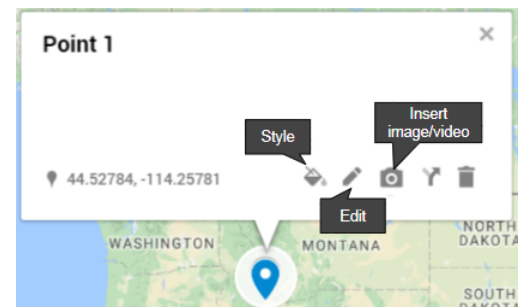 Point 1
Insert
image/video
Style
44.52784, -114.25781
Edit
WASHINGTON
MONTANA
NORTH
DAKOTA
SOUTH